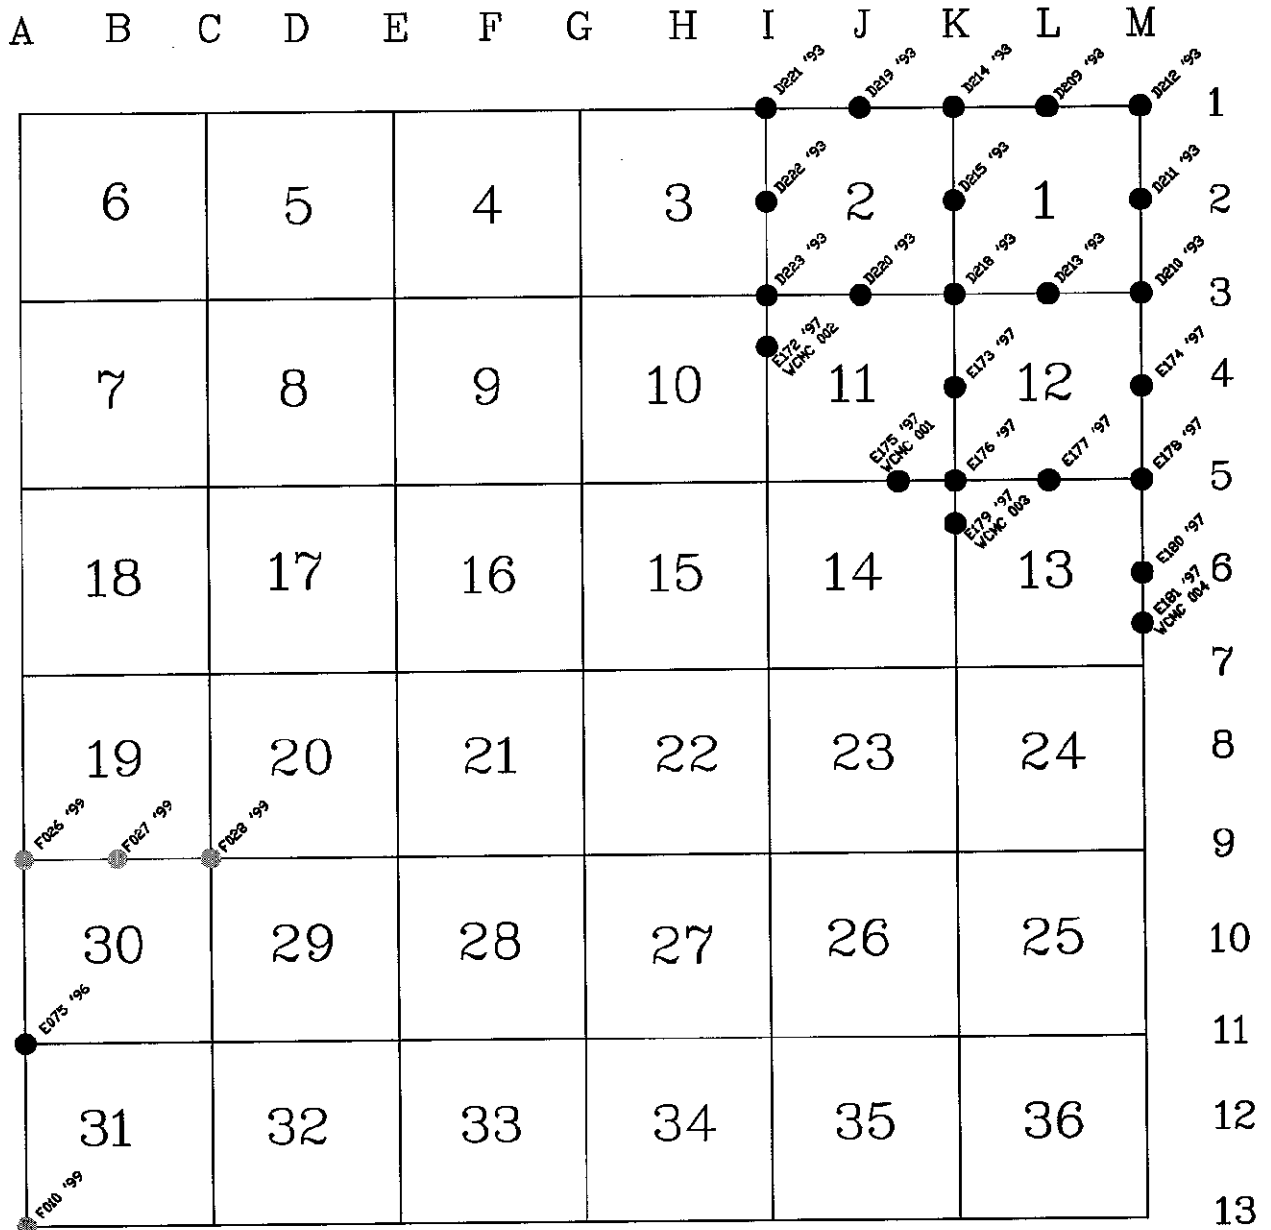 A B C D E F G H I J K L M
D221 '93
D219 '93
D214 '93
D209 '93
D212 '93
1
D222 '93
D215 '93
D211 '93
6 5 4 3 2 1 2
D223 '93
D220 '93
D218 '93
D213 '93
D210 '93
3
E172 '97
WCMC 002
E173 '97
E174 '97
7 8 9 10 11 12 4
E175 '97
WCMC 001
E176 '97
E177 '97
E178 '97
5
E179 '97
WCMC 003
E180 '97
18 17 16 15 14 13 6
E181 '97
WCMC 004
7
19 20 21 22 23 24 8
F026 '99
F027 '99
F028 '99
9
30 29 28 27 26 25 10
E075 '96
11
31 32 33 34 35 36 12
F010 '99
13